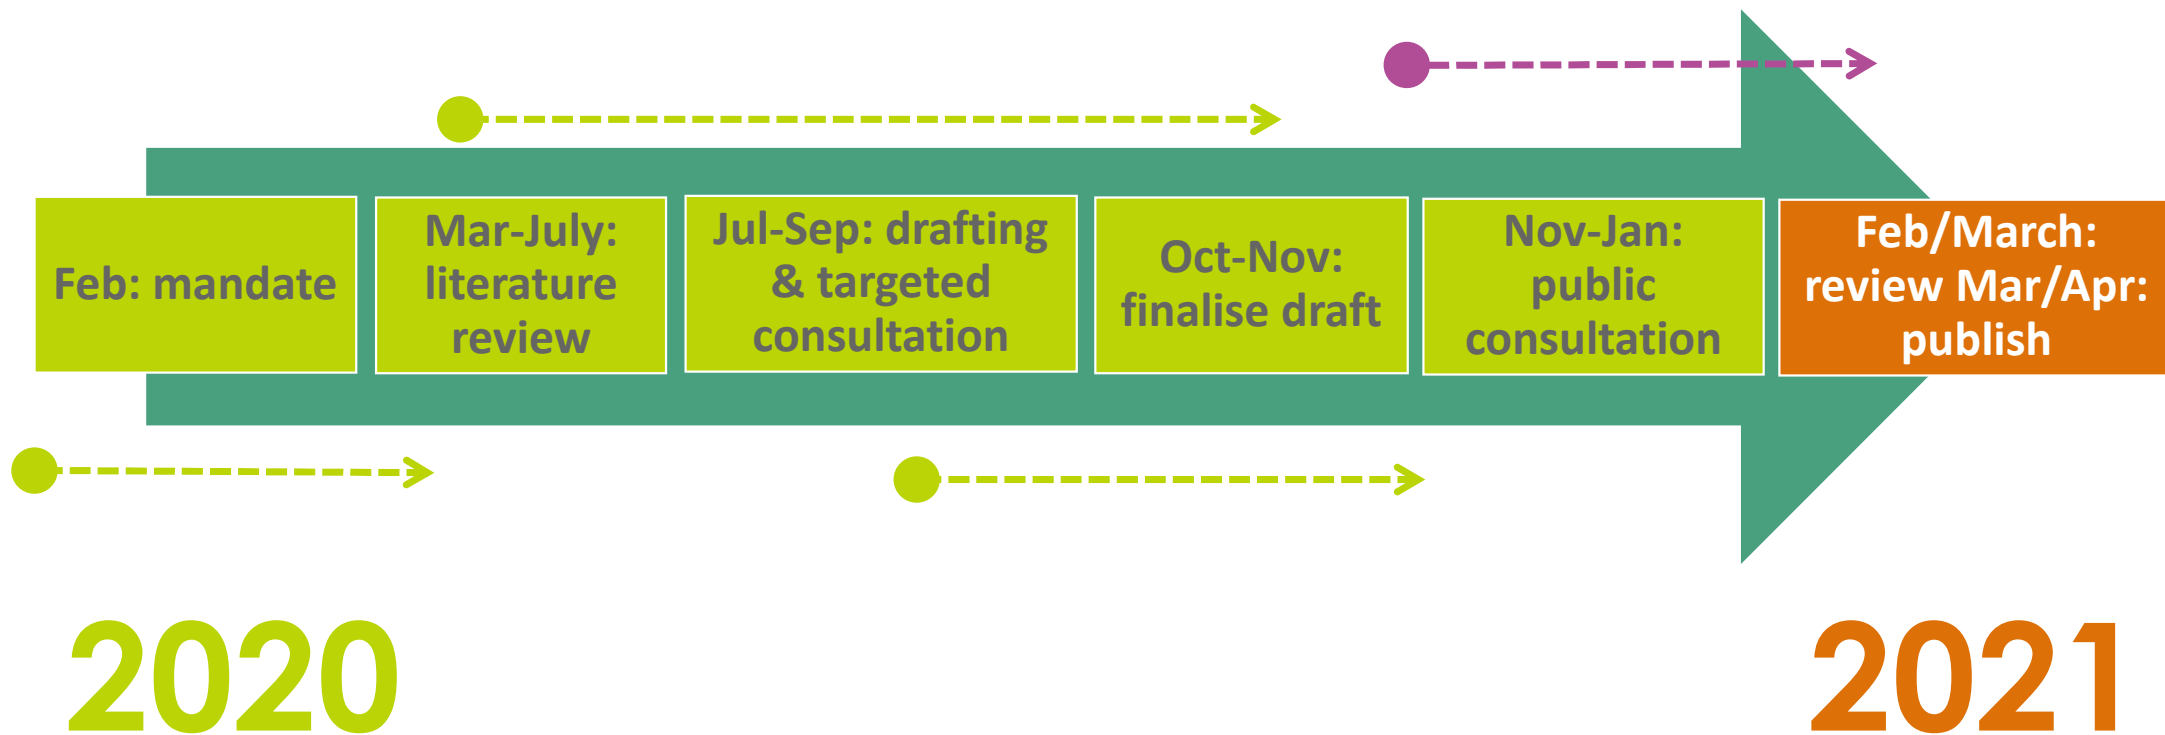 Feb: mandate
Mar-July:
literature
review
Jul-Sep: drafting
& targeted
consultation
Oct-Nov:
finalise draft
Nov-Jan:
public
consultation
Feb/March:
review Mar/Apr:
publish
2020
2021